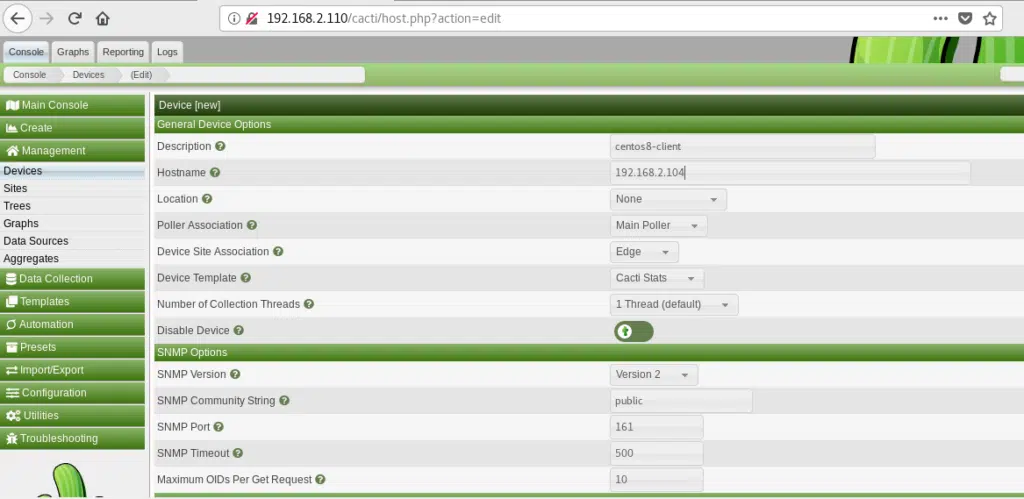 192.168.2.110/cacti/host.php?action=edit
Console Graphs Reporting Logs
Console Devices (Edit)
Main Console
Create
Management
Devices
Sites
Trees
Graphs
Data Sources
Aggregates
Data Collection
Templates
Automation
Presets
Import/Export
Configuration
Utilities
Troubleshooting
Device [new]
General Device Options
Description centos8-client
Hostname 192.168.2.104
Location None
Poller Association Main Poller
Device Site Association Edge
Device Template Cacti Stats
Number of Collection Threads 1 Thread (default)
Disable Device
SNMP Options
SNMP Version Version 2
SNMP Community String public
SNMP Port 161
SNMP Timeout 500
Maximum OIDs Per Get Request 10